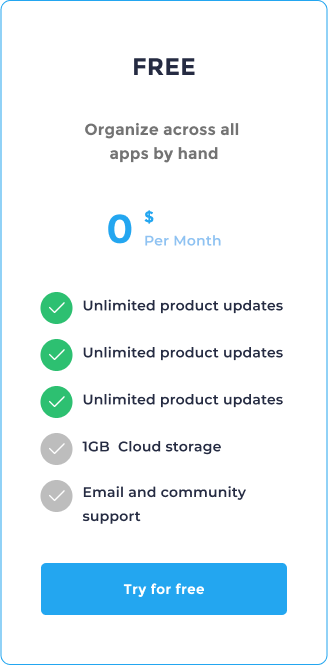 FREE
Organize across all
apps by hand
0 $
Per Month
Unlimited product updates
Unlimited product updates
Unlimited product updates
1GB  Cloud storage
Email and community
support
Try for free